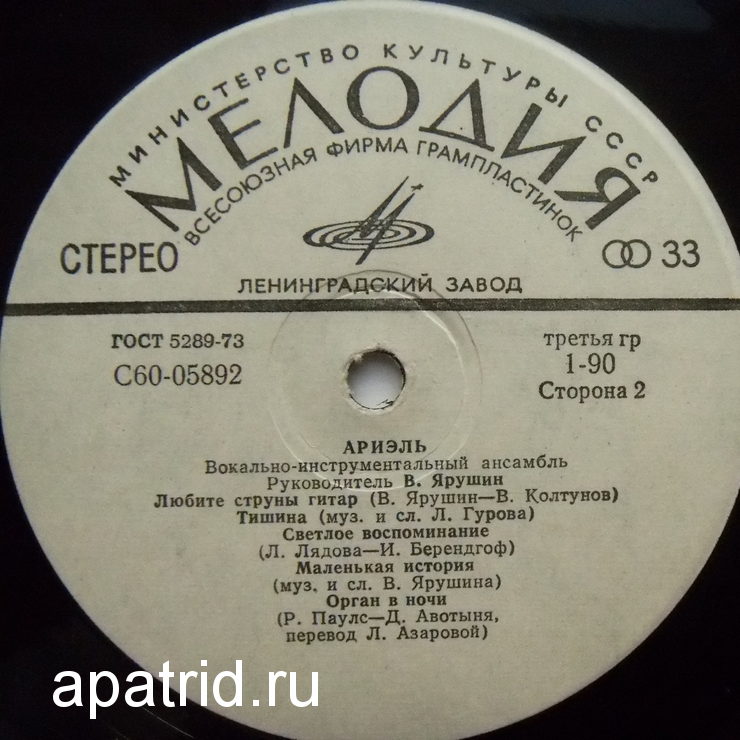 МИНИСТЕРСТВО КУЛЬТУРЫ СССР
МЕЛОДИЯ
ВСЕСОЮЗНАЯ ФИРМА ГРАМПЛАСТИНОК
СТЕРЕО
33
ЛЕНИНГРАДСКИЙ ЗАВОД
ГОСТ 5289-73
С60-05892
третья гр
1-90
Сторона 2
АРИЭЛЬ
Вокально-инструментальный ансамбль
Руководитель В. Ярушин
Любите струны гитар (В. Ярушин—В. Колтунов)
Тишина (муз. и сл. Л. Гурова)
Светлое воспоминание
(Л. Лядова—И. Берендгоф)
Маленькая история
(муз. и сл. В. Ярушина)
Орган в ночи
(Р. Паулс—Д. Авотыня,
перевод Л. Азаровой)
apatrid.ru